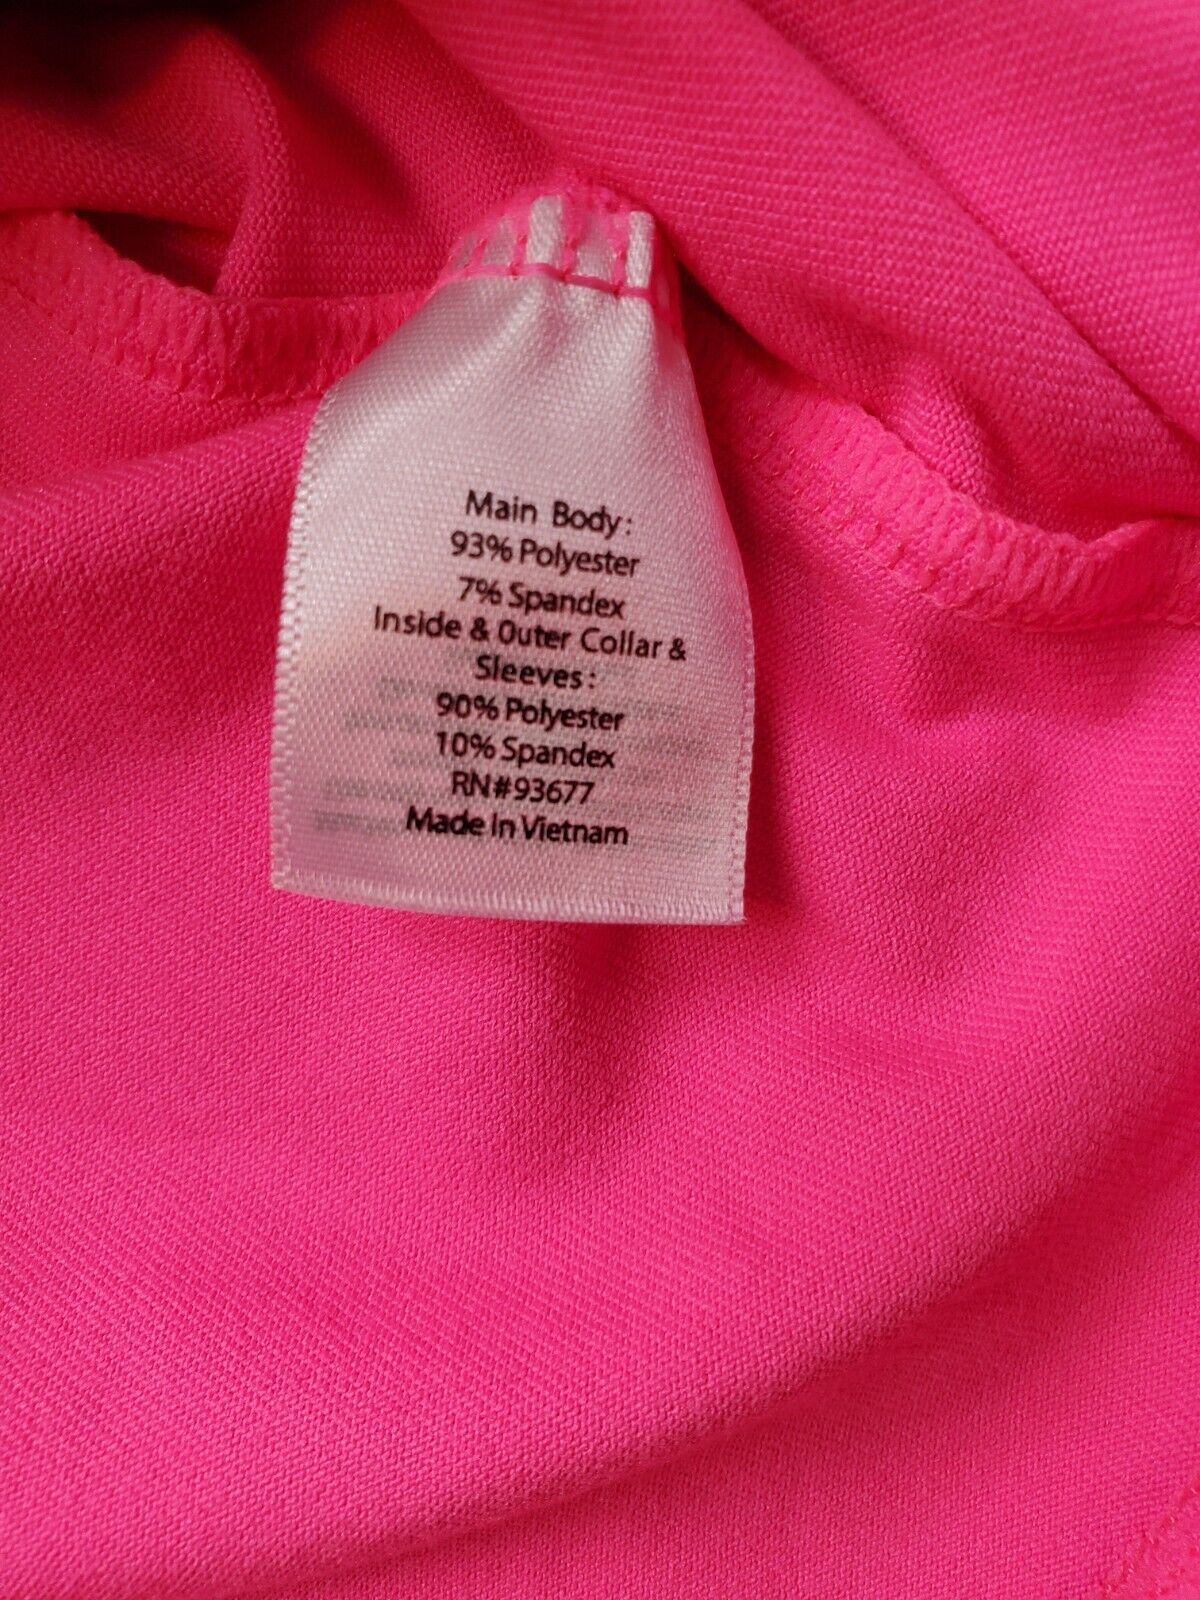 Main Body:
93% Polyester
7% Spandex
Inside & Outer Collar &
Sleeves:
90% Polyester
10% Spandex
RN#93677
Made In Vietnam